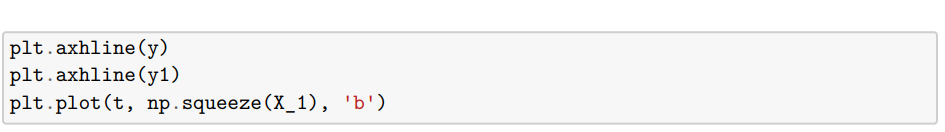 plt.axhline(y)
plt.axhline(y1)
plt.plot(t, np.squeeze(X_1), 'b')